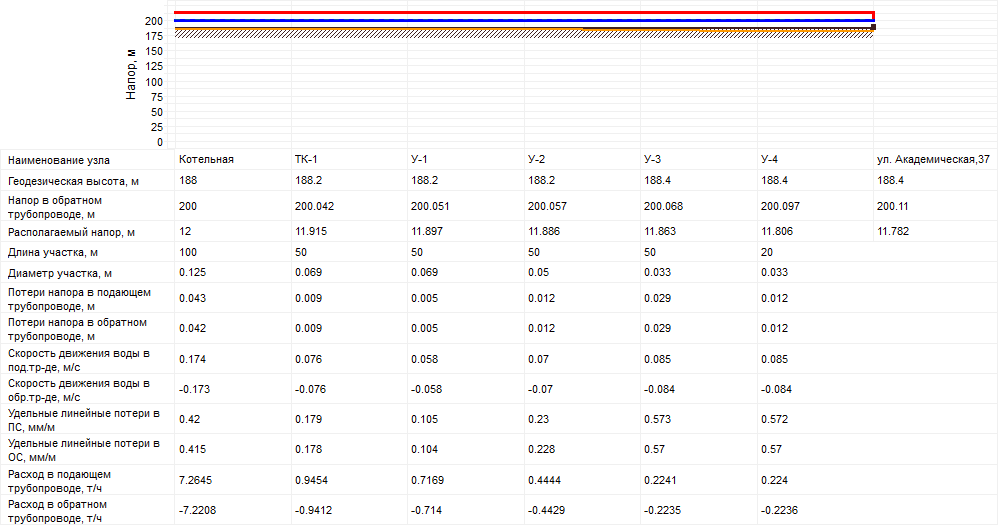 Напор, м
200
175
150
125
100
75
50
25
0
Наименование узла Котельная ТК-1 У-1 У-2 У-3 У-4 ул. Академическая,37
Геодезическая высота, м 188 188.2 188.2 188.2 188.4 188.4 188.4
Напор в обратном
трубопроводе, м 200 200.042 200.051 200.057 200.068 200.097 200.11
Располагаемый напор, м 12 11.915 11.897 11.886 11.863 11.806 11.782
Длина участка, м 100 50 50 50 50 20
Диаметр участка, м 0.125 0.069 0.069 0.05 0.033 0.033
Потери напора в подающем
трубопроводе, м 0.043 0.009 0.005 0.012 0.029 0.012
Потери напора в обратном
трубопроводе, м 0.042 0.009 0.005 0.012 0.029 0.012
Скорость движения воды в
под.тр-де, м/с 0.174 0.076 0.058 0.07 0.085 0.085
Скорость движения воды в
обр.тр-де, м/с -0.173 -0.076 -0.058 -0.07 -0.084 -0.084
Удельные линейные потери в
ПС, мм/м 0.42 0.179 0.105 0.23 0.573 0.572
Удельные линейные потери в
ОС, мм/м 0.415 0.178 0.104 0.228 0.57 0.57
Расход в подающем
трубопроводе, т/ч 7.2645 0.9454 0.7169 0.4444 0.2241 0.224
Расход в обратном
трубопроводе, т/ч -7.2208 -0.9412 -0.714 -0.4429 -0.2235 -0.2236